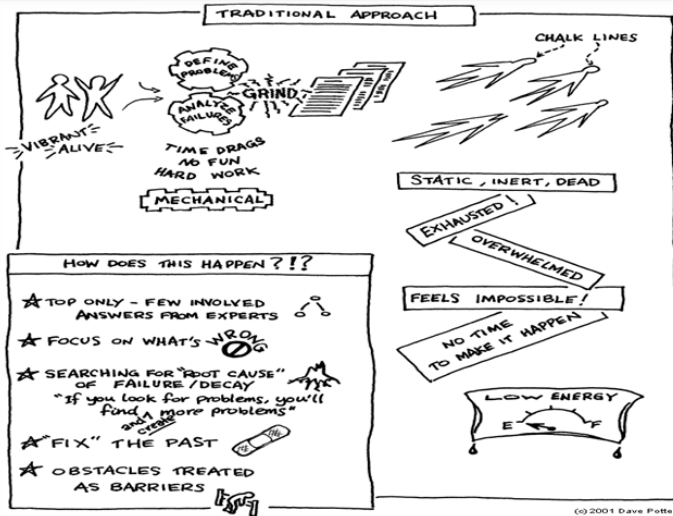 TRADITIONAL APPROACH
VIBRANT
ALIVE
DEFINE
PROBLEM
ANALYZE
FAILURES
GRIND
TIME DRAGS
NO FUN
HARD WORK
MECHANICAL
CHALK LINES
STATIC, INERT, DEAD
EXHAUSTED!
OVERWHELMED
FEELS IMPOSSIBLE!
NO TIME
TO MAKE IT HAPPEN
LOW ENERGY
E F
HOW DOES THIS HAPPEN?!?
TOP ONLY - FEW INVOLVED
ANSWERS FROM EXPERTS
FOCUS ON WHAT'S WRONG
SEARCHING FOR "ROOT CAUSE"
OF FAILURE/DECAY
"If you look for problems, you'll
find more problems"
and create
"FIX" THE PAST
OBSTACLES TREATED
AS BARRIERS
(c) 2001 Dave Potte